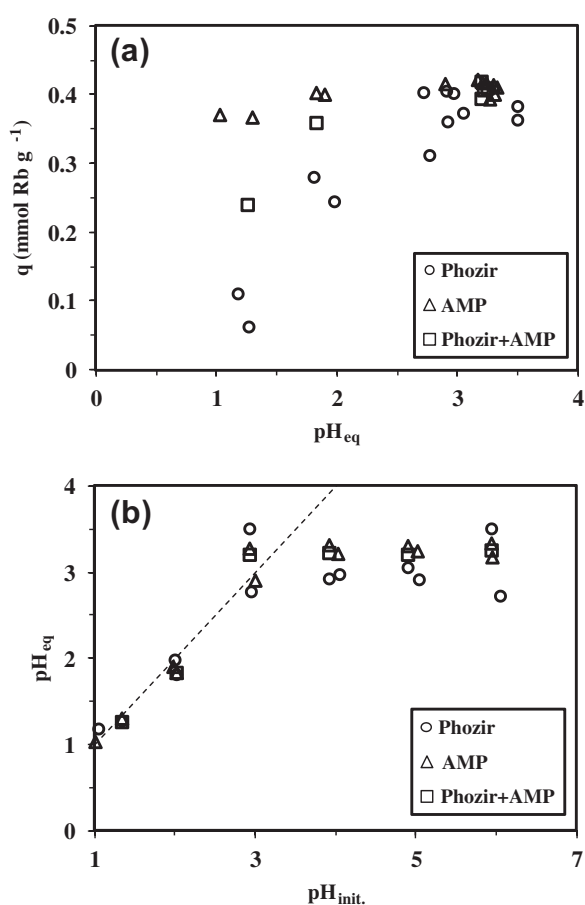 (a)
0.5
0.4
0.3
0.2
0.1
0
q (mmol Rb g -1)
Phozir
AMP
Phozir+AMP
0 1 2 3 4
pHeq
(b)
4
3
2
1
0
pHeq
Phozir
AMP
Phozir+AMP
1 3 5 7
pHinit.